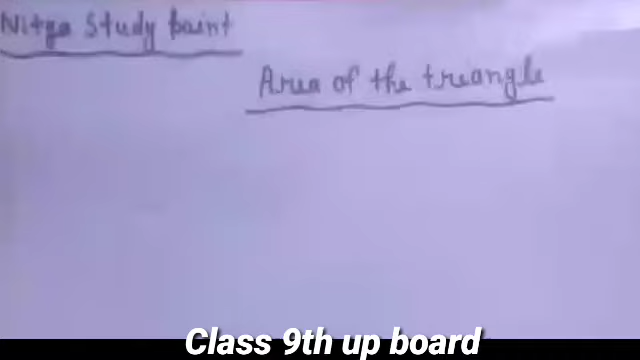 Nitya Study point
Area of the triangle
Class 9th up board